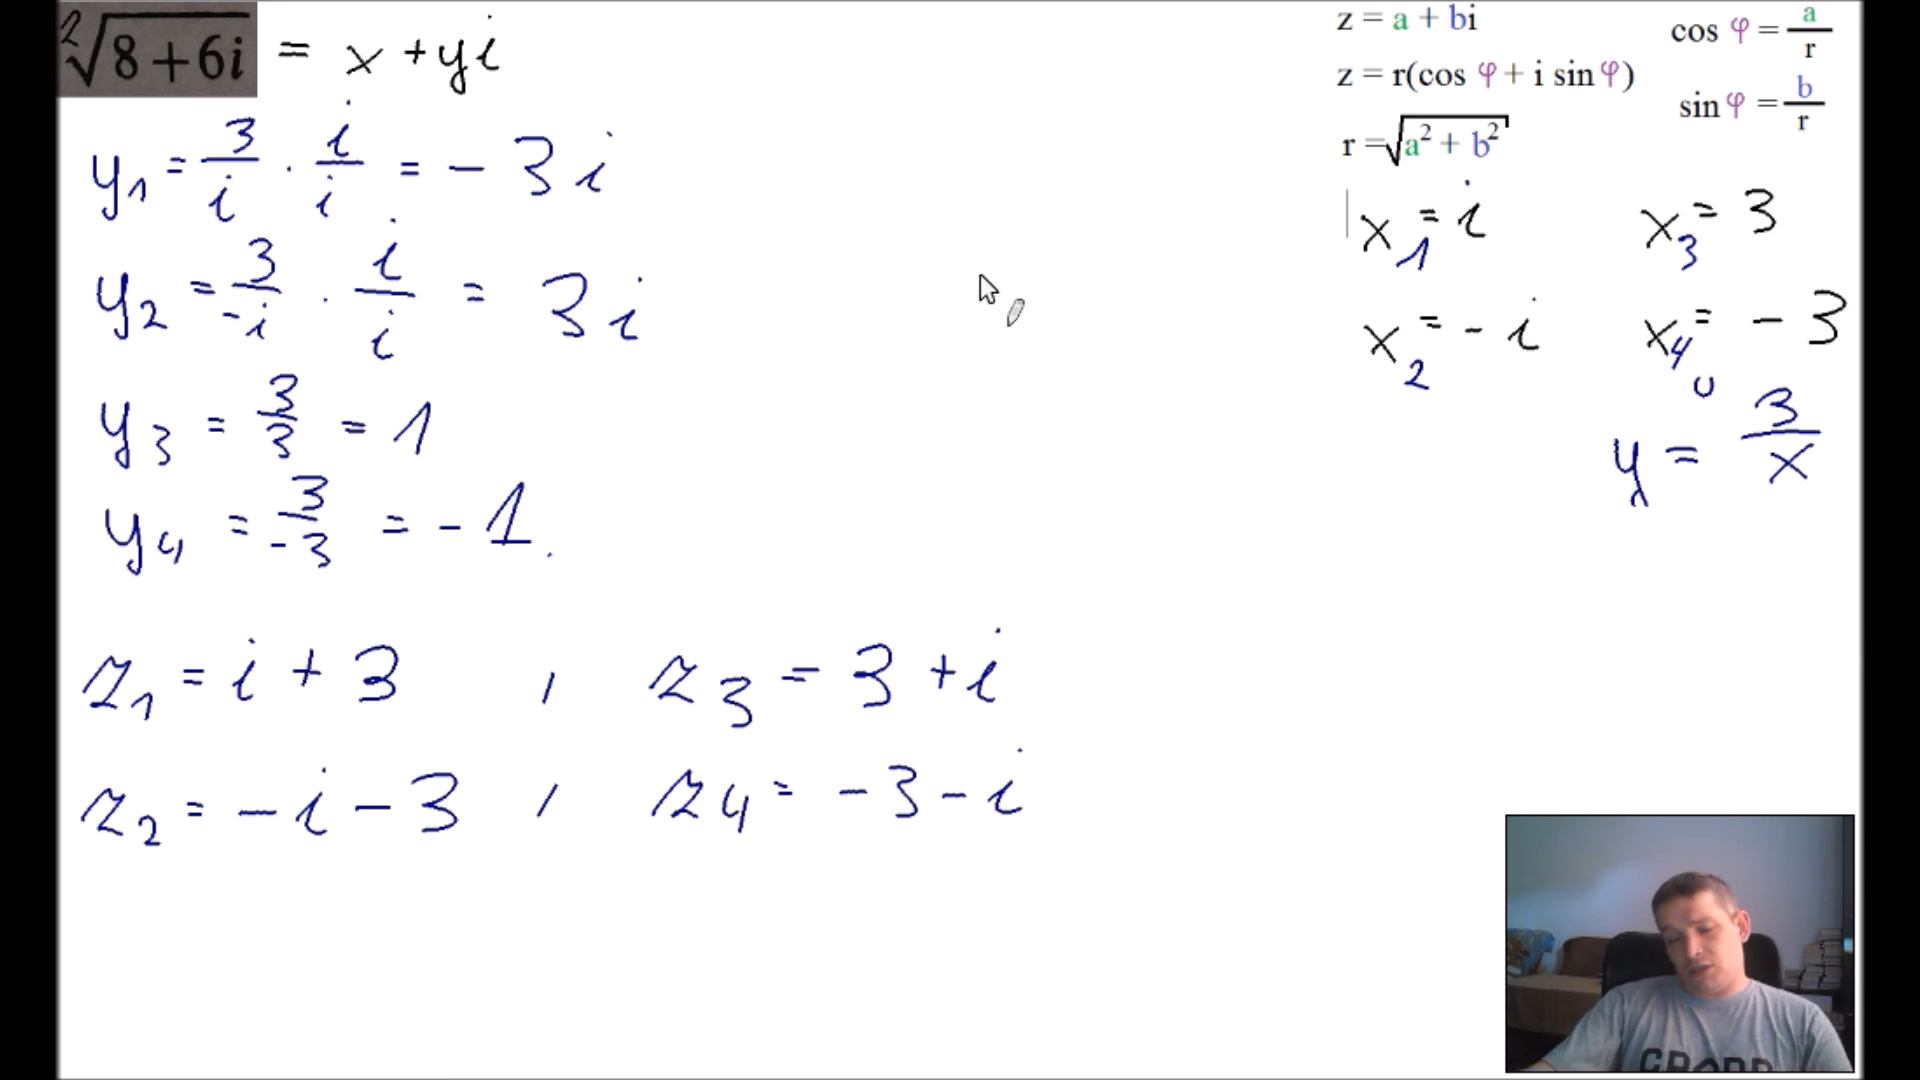 ²√8+6i = x + yi
y₁ = 3/i · i/i = - 3i
y₂ = 3/-i · i/i = 3i
y₃ = 3/3 = 1
y₄ = 3/-3 = - 1.
z₁ = i + 3 , z₃ = 3 + i
z₂ = - i - 3 , z₄ = - 3 - i
z = a + bi
z = r(cos φ + i sin φ)
r = √a² + b²
cos φ = a/r
sin φ = b/r
x₁ = i x₃ = 3
x₂ = - i x₄ = - 3
y = 3/x